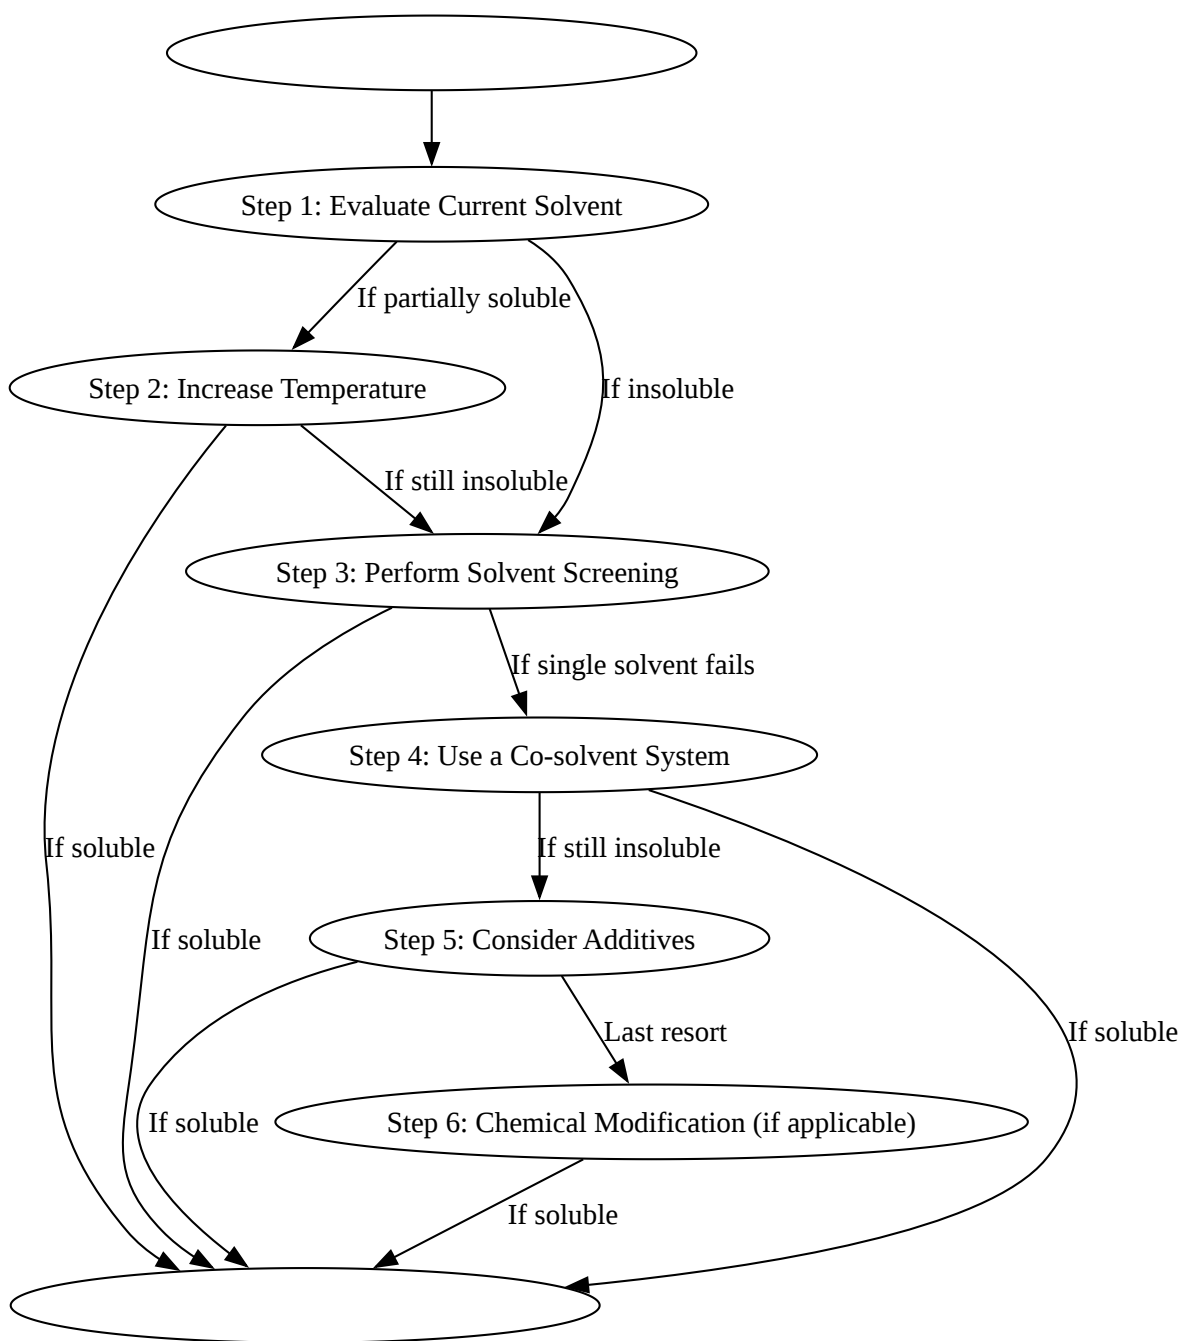 Step 1: Evaluate Current Solvent
If partially soluble
Step 2: Increase Temperature
If insoluble
If still insoluble
Step 3: Perform Solvent Screening
If single solvent fails
Step 4: Use a Co-solvent System
If soluble
If still insoluble
If soluble
Step 5: Consider Additives
Last resort
If soluble
If soluble
Step 6: Chemical Modification (if applicable)
If soluble